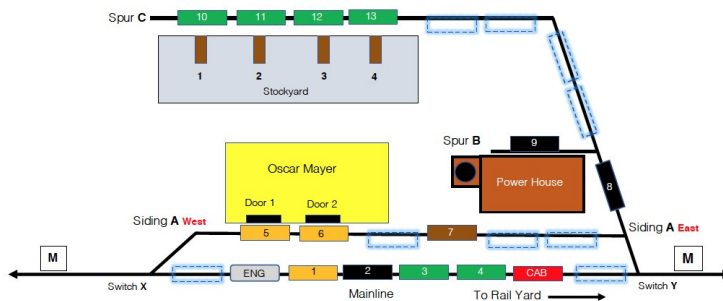 Spur C
10 11 12 13
1 2 3 4
Stockyard
Spur B
9
Oscar Mayer
Power House
8
Door 1 Door 2
Siding A West
5 6 7
Siding A East
M
M
ENG 1 2 3 4 CAB
Switch X
Mainline
To Rail Yard
Switch Y